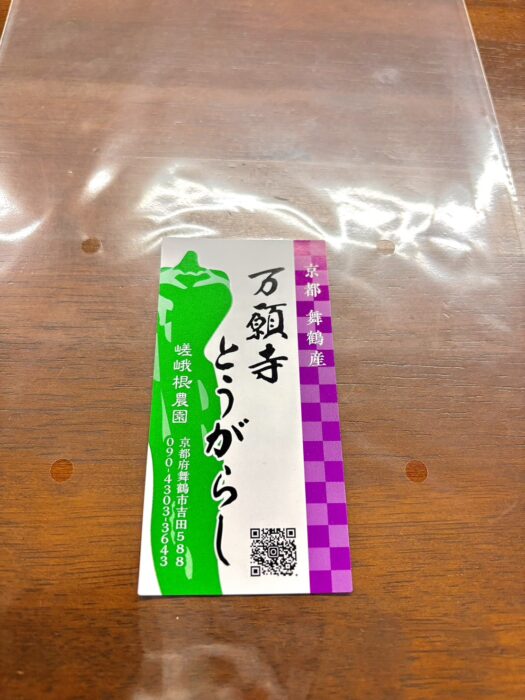 京都 舞鶴産
万願寺
とうがらし
嵯峨根農園
京都府舞鶴市吉田588
090-4303-3643